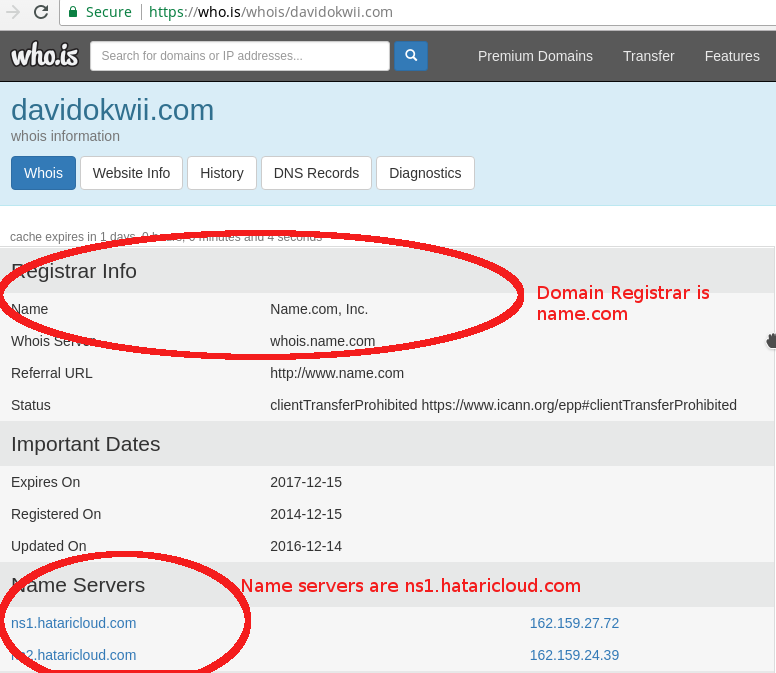 Secure https://who.is/whois/davidokwii.com
who.is Search for domains or IP addresses... Premium Domains Transfer Features
davidokwii.com
whois information
Whois Website Info History DNS Records Diagnostics
cache expires in 1 days, 0 hours, 0 minutes and 4 seconds
Registrar Info
Name Name.com, Inc.
Domain Registrar is
name.com
Whois Server whois.name.com
Referral URL http://www.name.com
Status clientTransferProhibited https://www.icann.org/epp#clientTransferProhibited
Important Dates
Expires On 2017-12-15
Registered On 2014-12-15
Updated On 2016-12-14
Name Servers Name servers are ns1.hataricloud.com
ns1.hataricloud.com 162.159.27.72
ns2.hataricloud.com 162.159.24.39